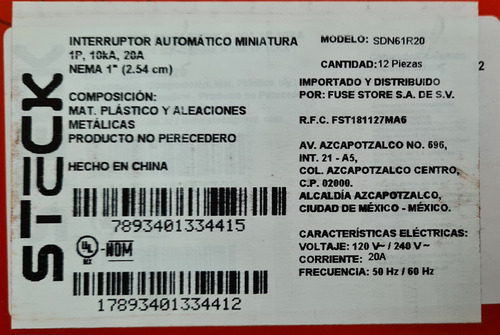 STECK
INTERRUPTOR AUTOMÁTICO MINIATURA
1P, 10kA, 20A
NEMA 1" (2.54 cm)
COMPOSICIÓN:
MAT. PLÁSTICO Y ALEACIONES
METÁLICAS
PRODUCTO NO PERECEDERO
HECHO EN CHINA
7893401334415
UL MX NOM
17893401334412
MODELO: SDN61R20
CANTIDAD: 12 Piezas
IMPORTADO Y DISTRIBUIDO
POR: FUSE STORE S.A. DE S.V.
R.F.C. FST181127MA6
AV. AZCAPOTZALCO NO. 696,
INT. 21 - A5,
COL. AZCAPOTZALCO CENTRO,
C.P. 02000.
ALCALDÍA AZCAPOTZALCO,
CIUDAD DE MÉXICO - MÉXICO.
CARACTERÍSTICAS ELÉCTRICAS:
VOLTAJE: 120 V~ / 240 V~
CORRIENTE: 20A
FRECUENCIA: 50 Hz / 60 Hz
2